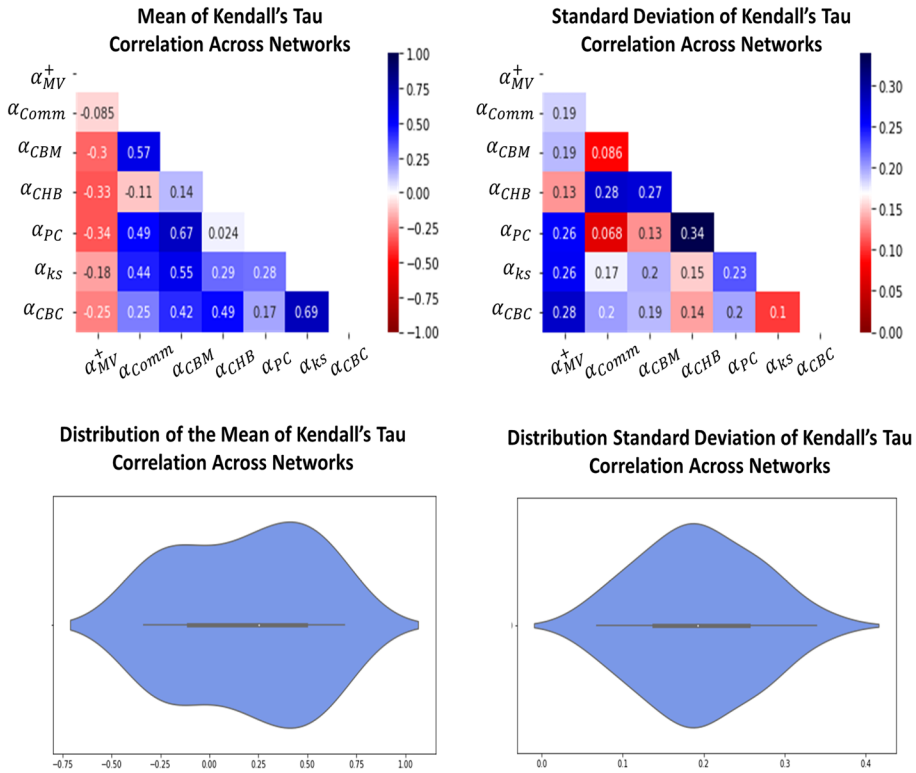 Mean of Kendall's Tau
Correlation Across Networks
α⁺MV
αComm -0.085
αCBM -0.3 0.57
αCHB -0.33 -0.11 0.14
αPC -0.34 0.49 0.67 0.024
αks -0.18 0.44 0.55 0.29 0.28
αCBC -0.25 0.25 0.42 0.49 0.17 0.69
α⁺MV αComm αCBM αCHB αPC αks αCBC
1.00
0.75
0.50
0.25
0.00
−0.25
−0.50
−0.75
−1.00
Standard Deviation of Kendall's Tau
Correlation Across Networks
α⁺MV
αComm 0.19
αCBM 0.19 0.086
αCHB 0.13 0.28 0.27
αPC 0.26 0.068 0.13 0.34
αks 0.26 0.17 0.2 0.15 0.23
αCBC 0.28 0.2 0.19 0.14 0.2 0.1
α⁺MV αComm αCBM αCHB αPC αks αCBC
0.30
0.25
0.20
0.15
0.10
0.05
0.00
Distribution of the Mean of Kendall's Tau
Correlation Across Networks
−0.75 −0.50 −0.25 0.00 0.25 0.50 0.75 1.00
Distribution Standard Deviation of Kendall's Tau
Correlation Across Networks
0.0 0.1 0.2 0.3 0.4